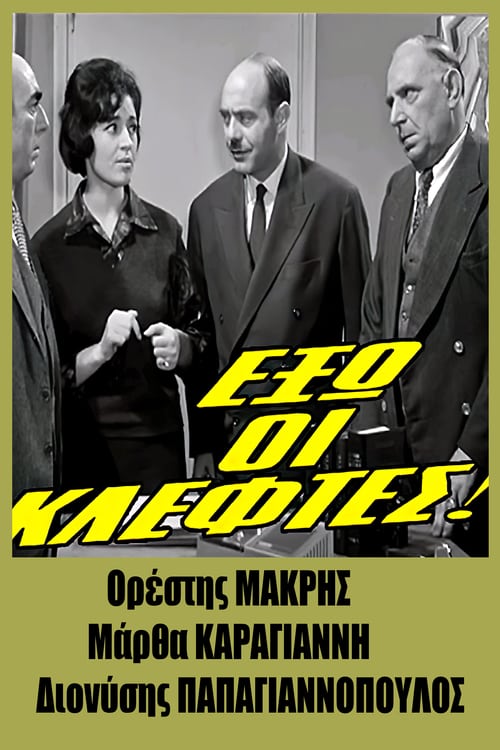 ΕΞΩ
ΟΙ
ΚΛΕΦΤΕΣ!
Ορέστης ΜΑΚΡΗΣ
Μάρθα ΚΑΡΑΓΙΑΝΝΗ
Διονύσης ΠΑΠΑΓΙΑΝΝΟΠΟΥΛΟΣ